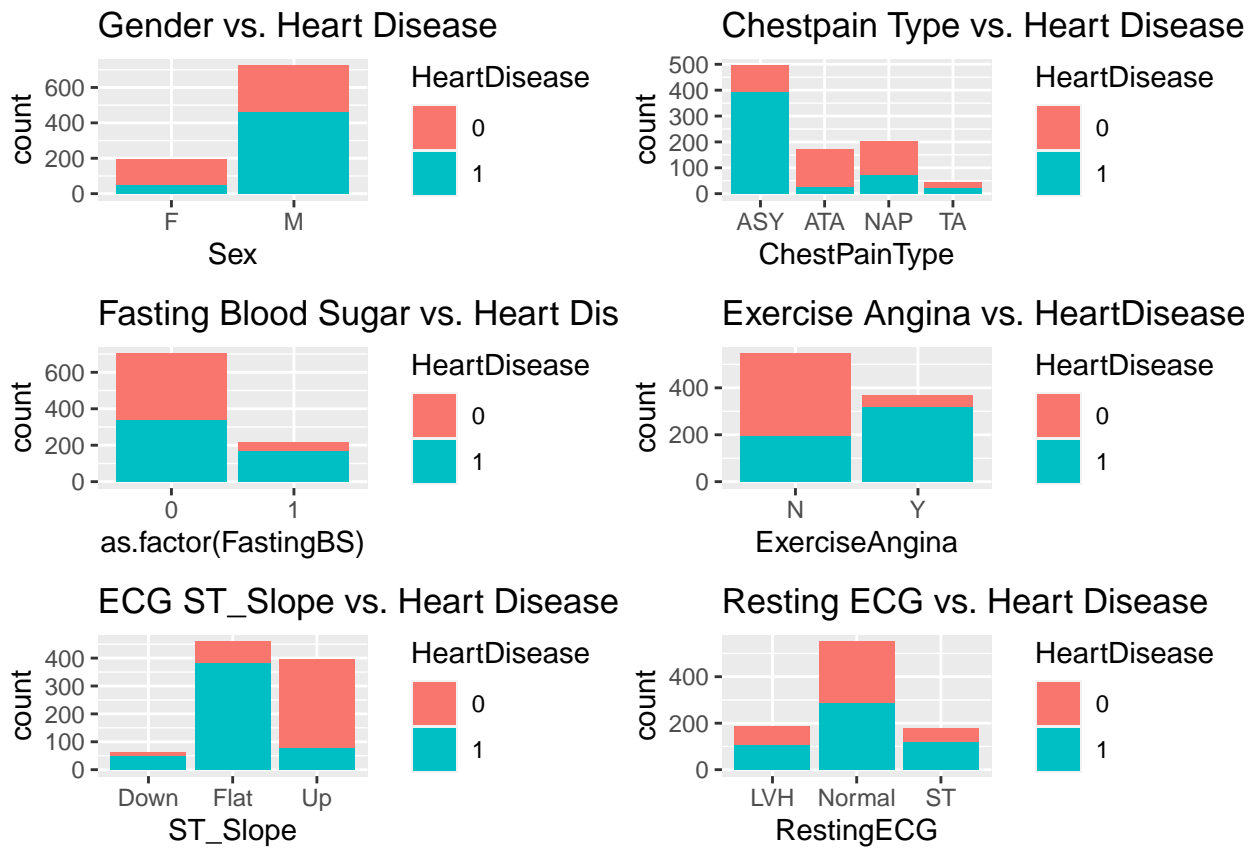 Gender vs. Heart Disease
600
400
200
0
count
F M
Sex
HeartDisease
0
1
Chestpain Type vs. Heart Disease
500
400
300
200
100
0
count
ASY ATA NAP TA
ChestPainType
HeartDisease
0
1
Fasting Blood Sugar vs. Heart Dis
600
400
200
0
count
0 1
as.factor(FastingBS)
HeartDisease
0
1
Exercise Angina vs. HeartDisease
400
200
0
count
N Y
ExerciseAngina
HeartDisease
0
1
ECG ST_Slope vs. Heart Disease
400
300
200
100
0
count
Down Flat Up
ST_Slope
HeartDisease
0
1
Resting ECG vs. Heart Disease
400
200
0
count
LVH Normal ST
RestingECG
HeartDisease
0
1